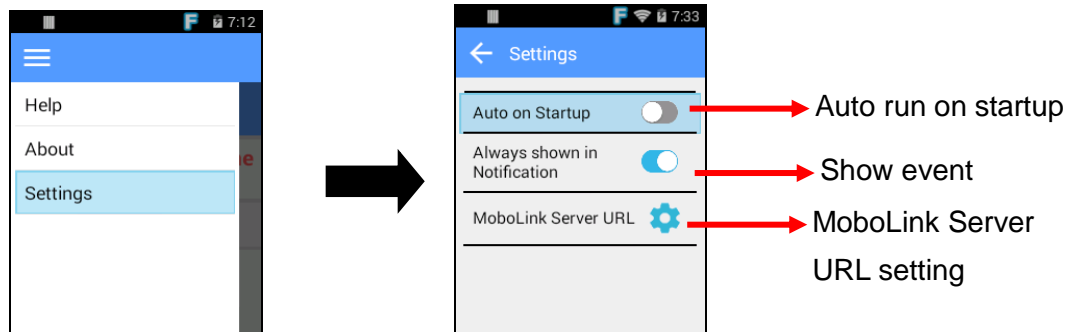 F 7:12
Help
About
Settings
ne
F 7:33
Settings
Auto on Startup
Always shown in
Notification
MoboLink Server URL
Auto run on startup
Show event
MoboLink Server
URL setting